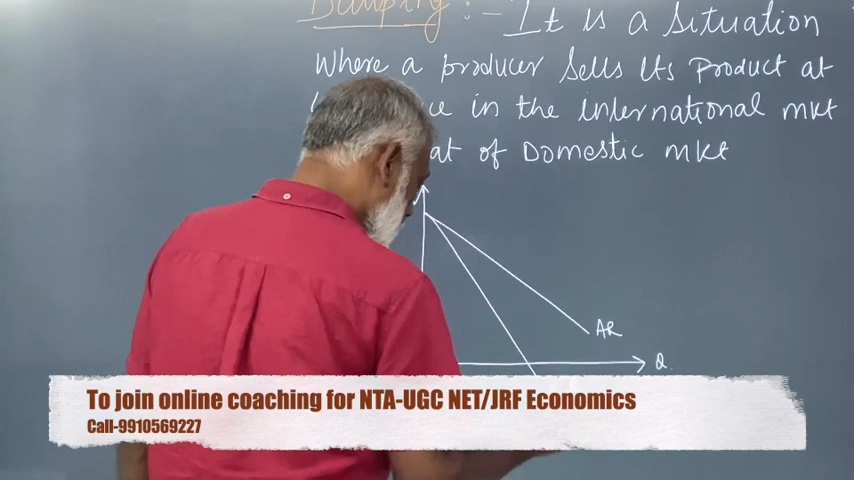 Dumping :- It is a situation
Where a producer sells Its Product at
in the international mkt
of Domestic mkt
AR
Q
To join online coaching for NTA-UGC NET/JRF Economics
Call-9910569227